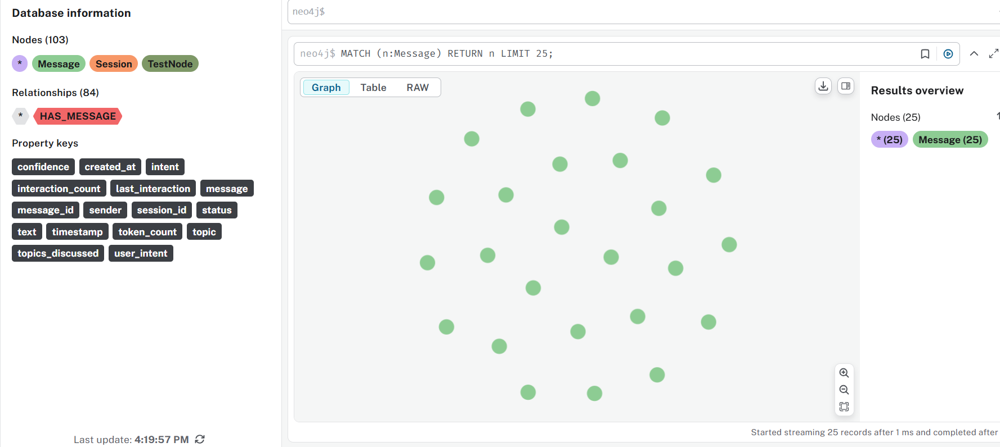 Database information
Nodes (103)
* Message Session TestNode
Relationships (84)
* HAS_MESSAGE
Property keys
confidence created_at intent
interaction_count last_interaction message
message_id sender session_id status
text timestamp token_count topic
topics_discussed user_intent
Last update: 4:19:57 PM
neo4j$
neo4j$ MATCH (n:Message) RETURN n LIMIT 25;
Graph Table RAW
Results overview
Nodes (25)
* (25) Message (25)
Started streaming 25 records after 1 ms and completed after